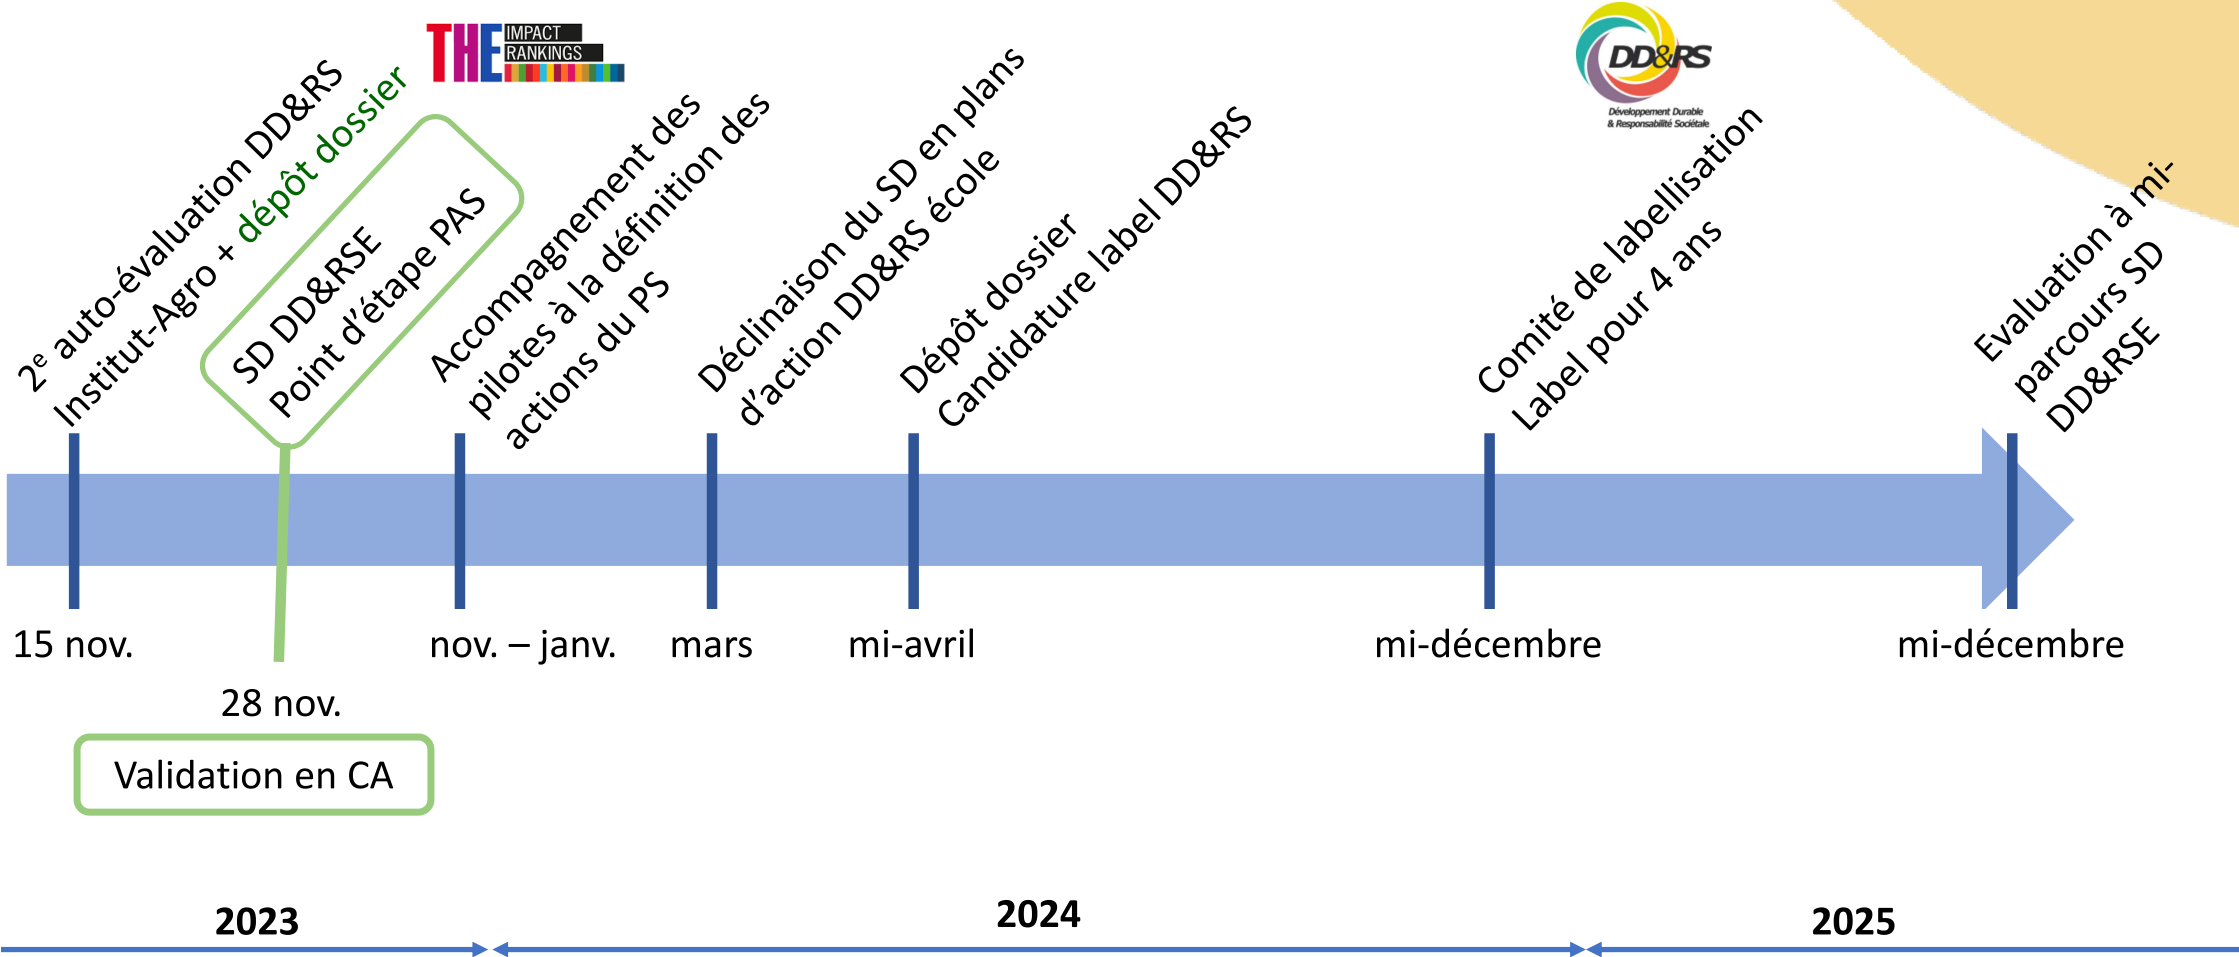 2e auto-évaluation DD&RS
Institut-Agro + dépôt dossier
THE IMPACT
RANKINGS
SD DD&RSE
Point d'étape PAS
Accompagnement des
pilotes à la définition des
actions du PS
Déclinaison du SD en plans
d'action DD&RS école
Dépôt dossier
Candidature label DD&RS
DD&RS
Développement Durable
& Responsabilité Sociétale
Comité de labellisation
Label pour 4 ans
Evaluation à mi-
parcours SD
DD&RSE
15 nov.
28 nov.
Validation en CA
nov. – janv.
mars
mi-avril
mi-décembre
mi-décembre
2023
2024
2025